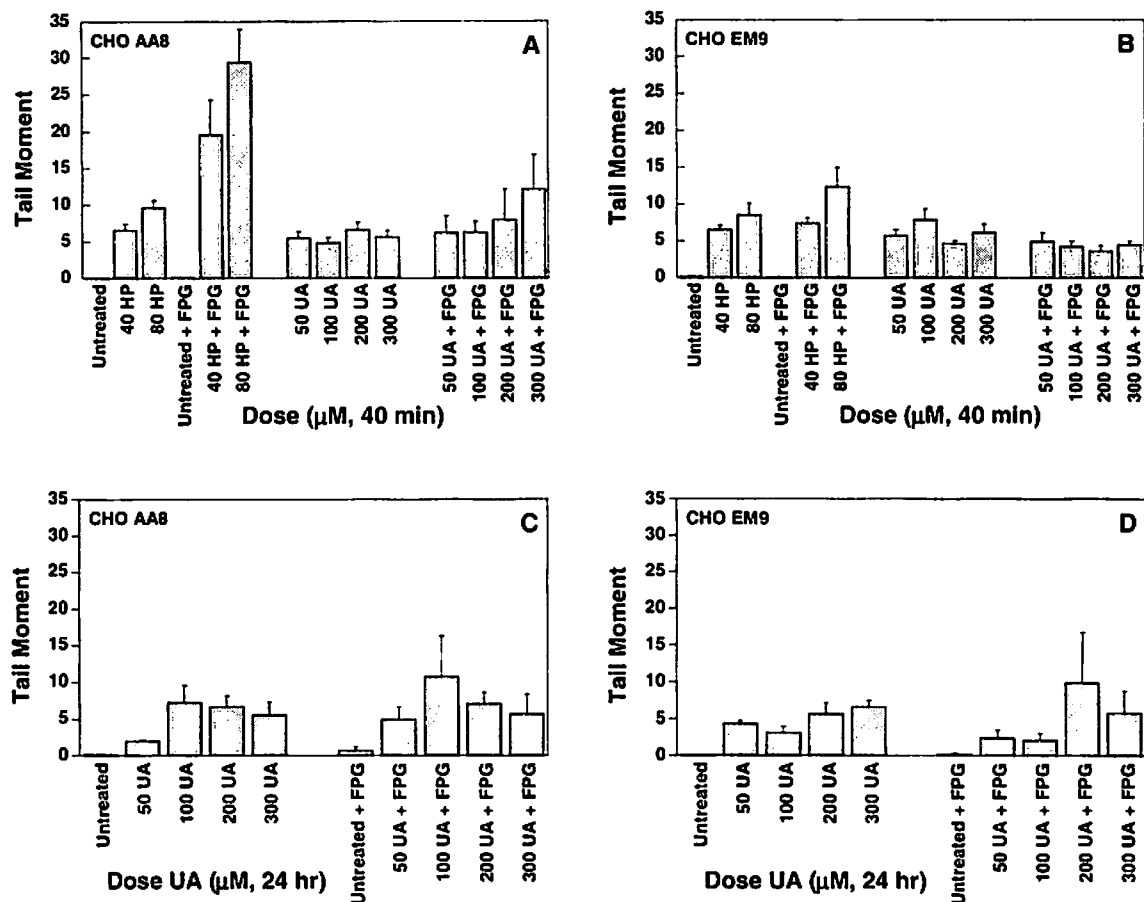 CHO AA8
A
Tail Moment
35
30
25
20
15
10
5
0
Untreated
40 HP
80 HP
Untreated + FPG
40 HP + FPG
80 HP + FPG
50 UA
100 UA
200 UA
300 UA
50 UA + FPG
100 UA + FPG
200 UA + FPG
300 UA + FPG
Dose (μM, 40 min)
CHO EM9
B
Tail Moment
35
30
25
20
15
10
5
0
Untreated
40 HP
80 HP
Untreated + FPG
40 HP + FPG
80 HP + FPG
50 UA
100 UA
200 UA
300 UA
50 UA + FPG
100 UA + FPG
200 UA + FPG
300 UA + FPG
Dose (μM, 40 min)
CHO AA8
C
Tail Moment
35
30
25
20
15
10
5
0
Untreated
50 UA
100 UA
200 UA
300 UA
Untreated + FPG
50 UA + FPG
100 UA + FPG
200 UA + FPG
300 UA + FPG
Dose UA (μM, 24 hr)
CHO EM9
D
Tail Moment
35
30
25
20
15
10
5
0
Untreated
50 UA
100 UA
200 UA
300 UA
Untreated + FPG
50 UA + FPG
100 UA + FPG
200 UA + FPG
300 UA + FPG
Dose UA (μM, 24 hr)